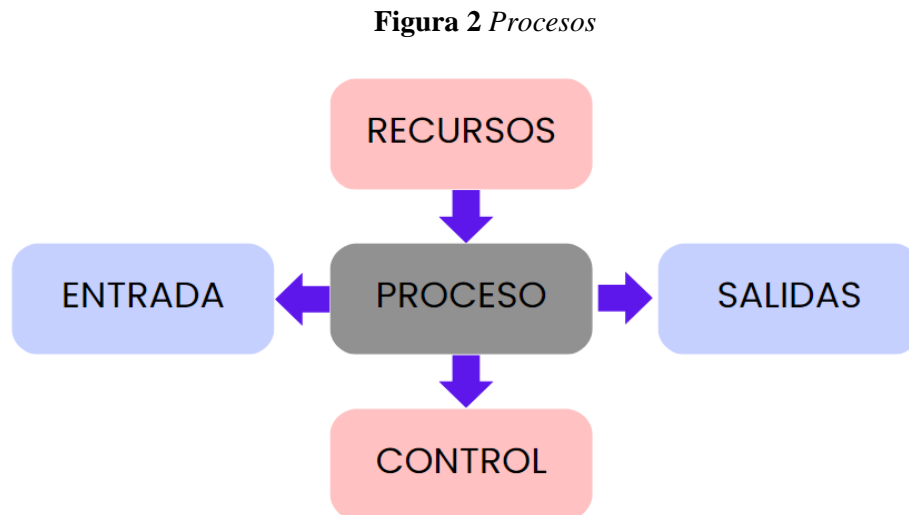 Figura 2 Procesos
RECURSOS
ENTRADA
PROCESO
SALIDAS
CONTROL